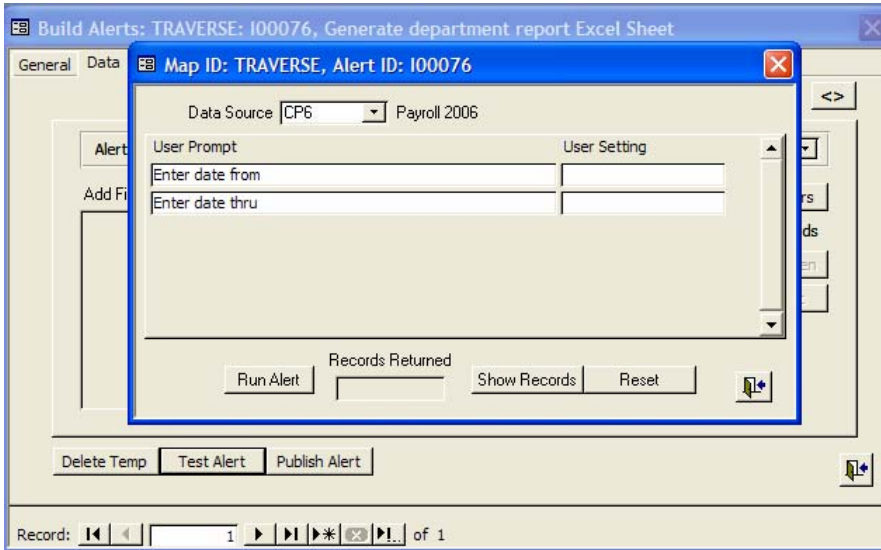 Build Alerts: TRAVERSE: I00076, Generate department report Excel Sheet
General Data
Map ID: TRAVERSE, Alert ID: I00076
<>
Data Source CP6 Payroll 2006
Alert
User Prompt User Setting
Enter date from
Add Fi
Enter date thru
rs
ds
en
Records Returned
Run Alert Show Records Reset
Delete Temp Test Alert Publish Alert
Record: 1 of 1